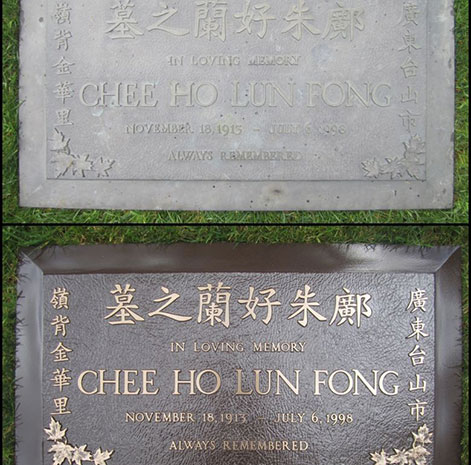 廣東台山市
鄺朱好蘭之墓
嶺背金華里
IN LOVING MEMORY
CHEE HO LUN FONG
NOVEMBER 18, 1913 – JULY 6, 1998
ALWAYS REMEMBERED
廣東台山市
鄺朱好蘭之墓
嶺背金華里
IN LOVING MEMORY
CHEE HO LUN FONG
NOVEMBER 18, 1913 – JULY 6, 1998
ALWAYS REMEMBERED